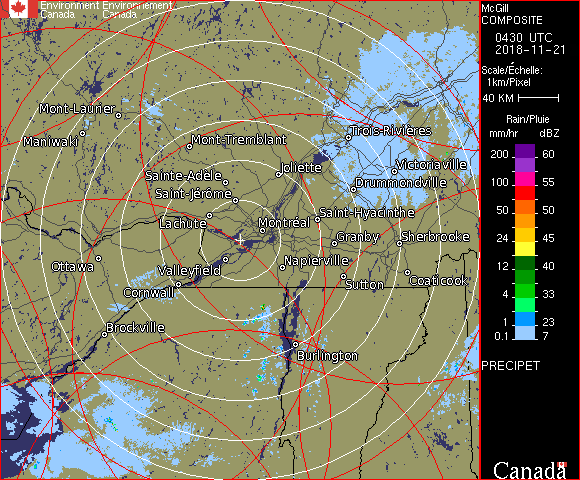 Environment Environnement
Canada Canada
McGill
COMPOSITE
0430 UTC
2018-11-21
Scale/Échelle:
1km/Pixel
40 KM
Rain/Pluie
mm/hr dBZ
200 60
100 55
50 50
24 45
12 40
4 33
1 23
0.1 7
PRECIPET
Canada
Mont-Laurier
Trois-Rivières
Maniwaki
Mont-Tremblant
Joliette
Victoriaville
Sainte-Adèle
Drummondville
Saint-Jérôme
Saint-Hyacinthe
Lachute
Montréal
Granby
Sherbrooke
Ottawa
Valleyfield
Napierville
Cornwall
Sutton
Coaticook
Brockville
Burlington